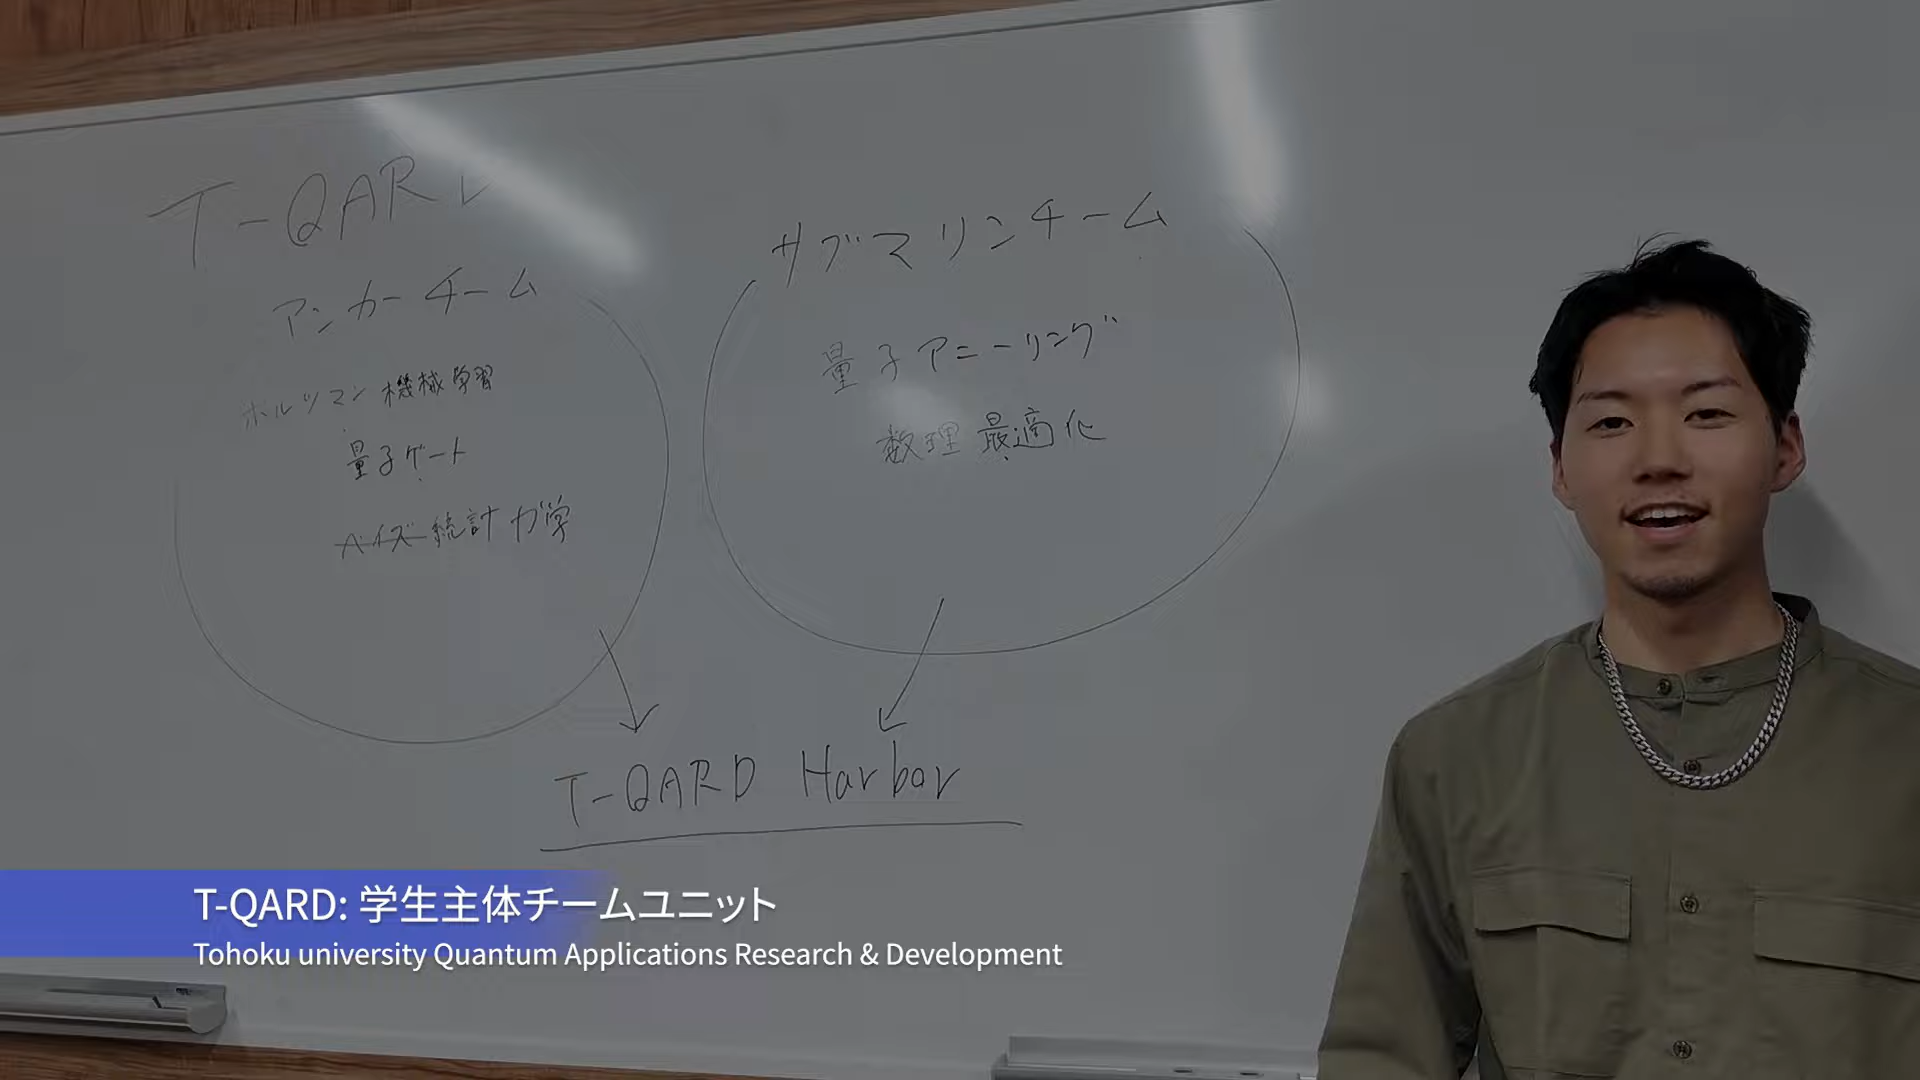 T-QARD
アンカーチーム
ボルツマン機械学習
量子ゲート
ベイズ統計力学
サブマリンチーム
量子アニーリング
数理最適化
T-QARD Harbor
T-QARD: 学生主体チームユニット
Tohoku university Quantum Applications Research & Development